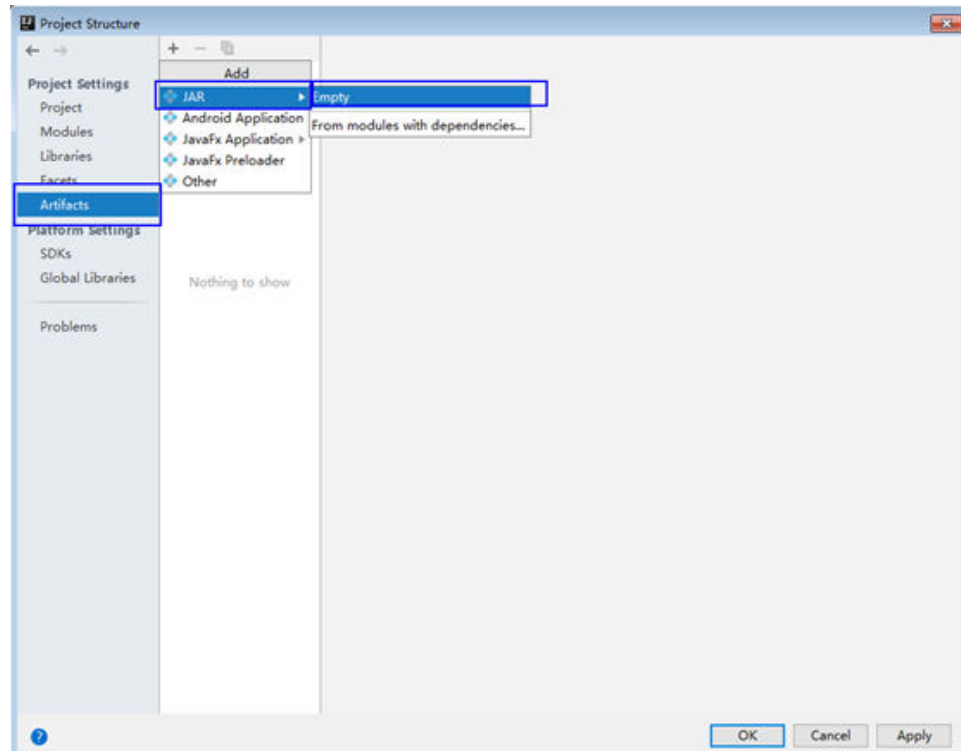 Project Structure
Project Settings
Project
Modules
Libraries
Facets
Artifacts
Platform Settings
SDKs
Global Libraries
Problems
Add
JAR
Android Application
JavaFx Application
JavaFx Preloader
Other
Empty
From modules with dependencies...
Nothing to show
?
OK Cancel Apply